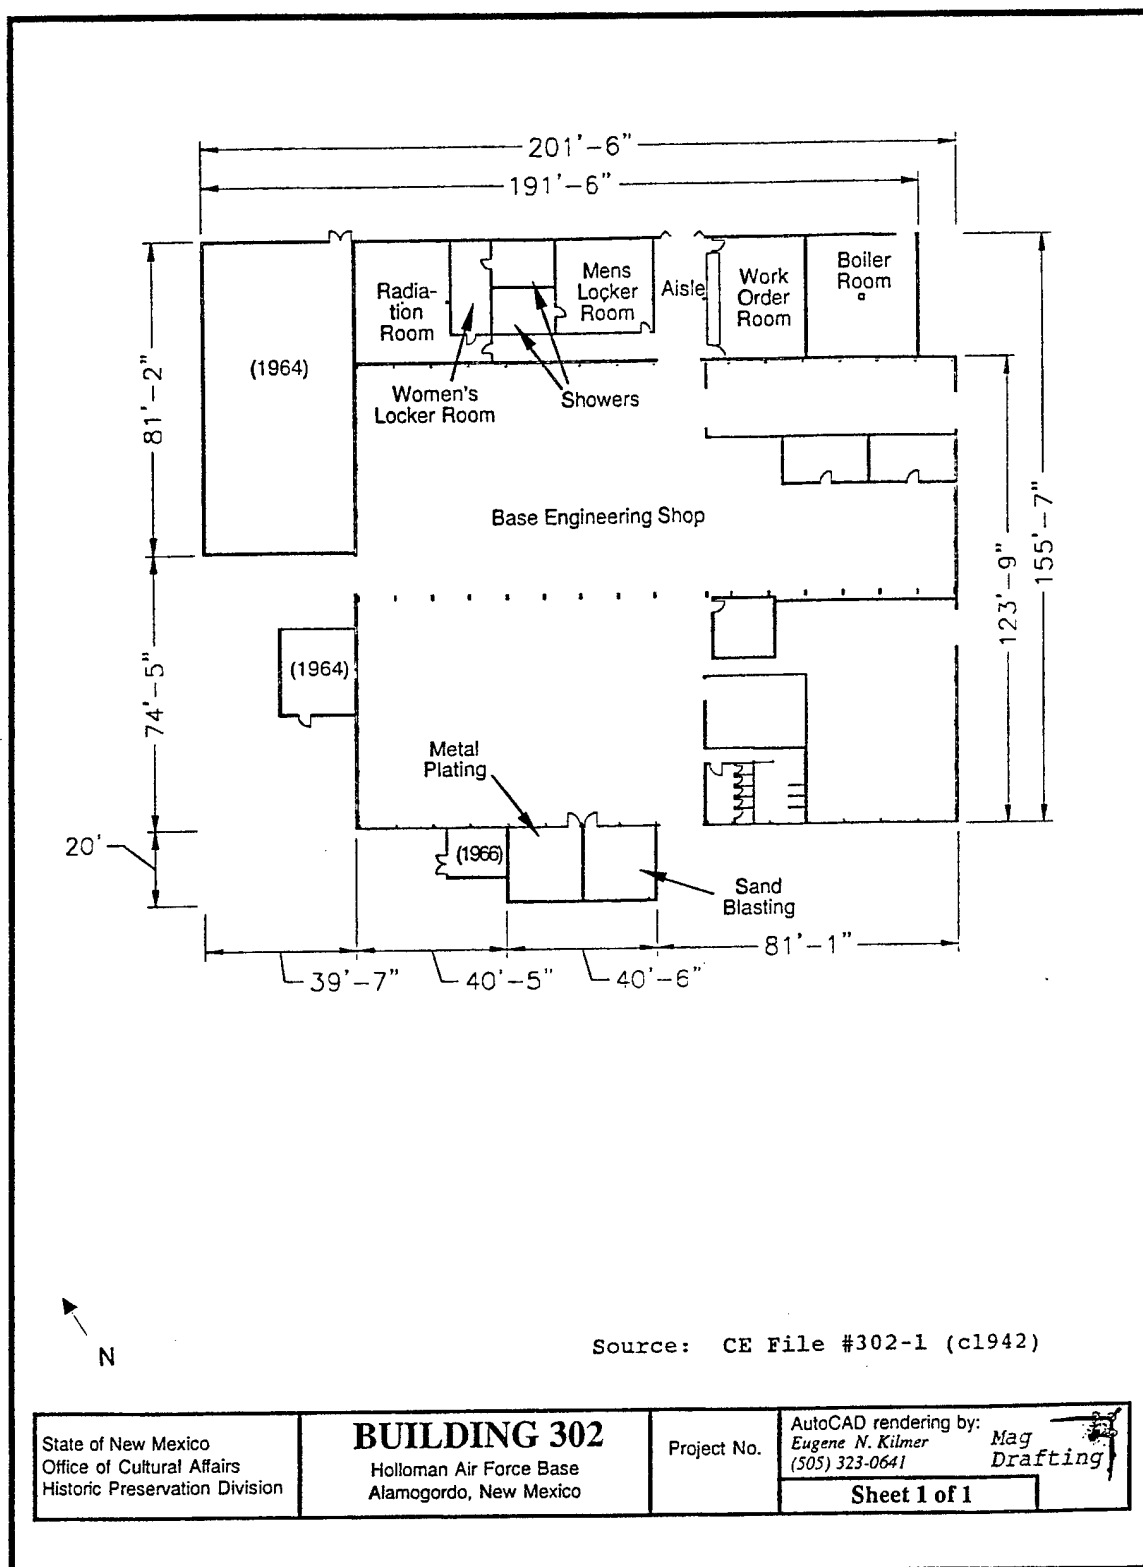 201'-6"
191'-6"
Radia-
tion
Room
Mens
Locker
Room
Aisle
Work
Order
Room
Boiler
Room
(1964)
81'-2"
Women's
Locker Room
Showers
Base Engineering Shop
123'-9"
155'-7"
(1964)
74'-5"
Metal
Plating
20'
(1966)
Sand
Blasting
81'-1"
39'-7"
40'-5"
40'-6"
N
Source: CE File #302-1 (c1942)
State of New Mexico
Office of Cultural Affairs
Historic Preservation Division
BUILDING 302
Holloman Air Force Base
Alamogordo, New Mexico
Project No.
AutoCAD rendering by:
Eugene N. Kilmer
(505) 323-0641
Mag
Drafting
Sheet 1 of 1